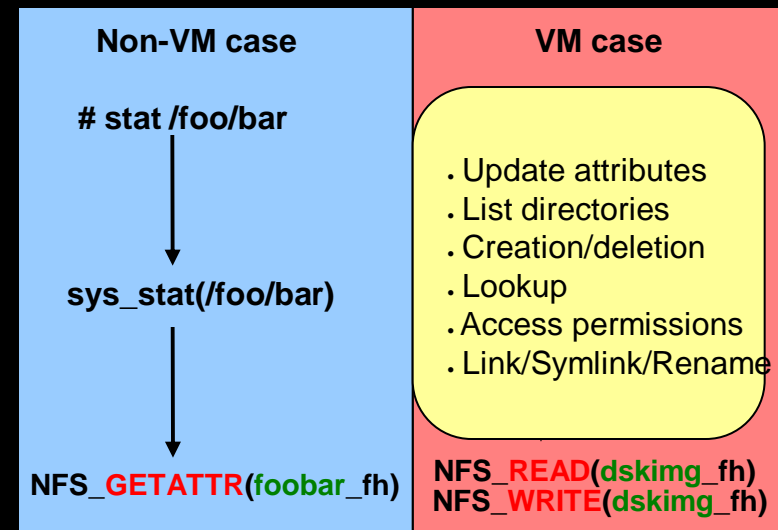 Non-VM case
# stat /foo/bar
sys_stat(/foo/bar)
NFS_GETATTR(foobar_fh)
VM case
. Update attributes
. List directories
. Creation/deletion
. Lookup
. Access permissions
. Link/Symlink/Rename
NFS_READ(dskimg_fh)
NFS_WRITE(dskimg_fh)